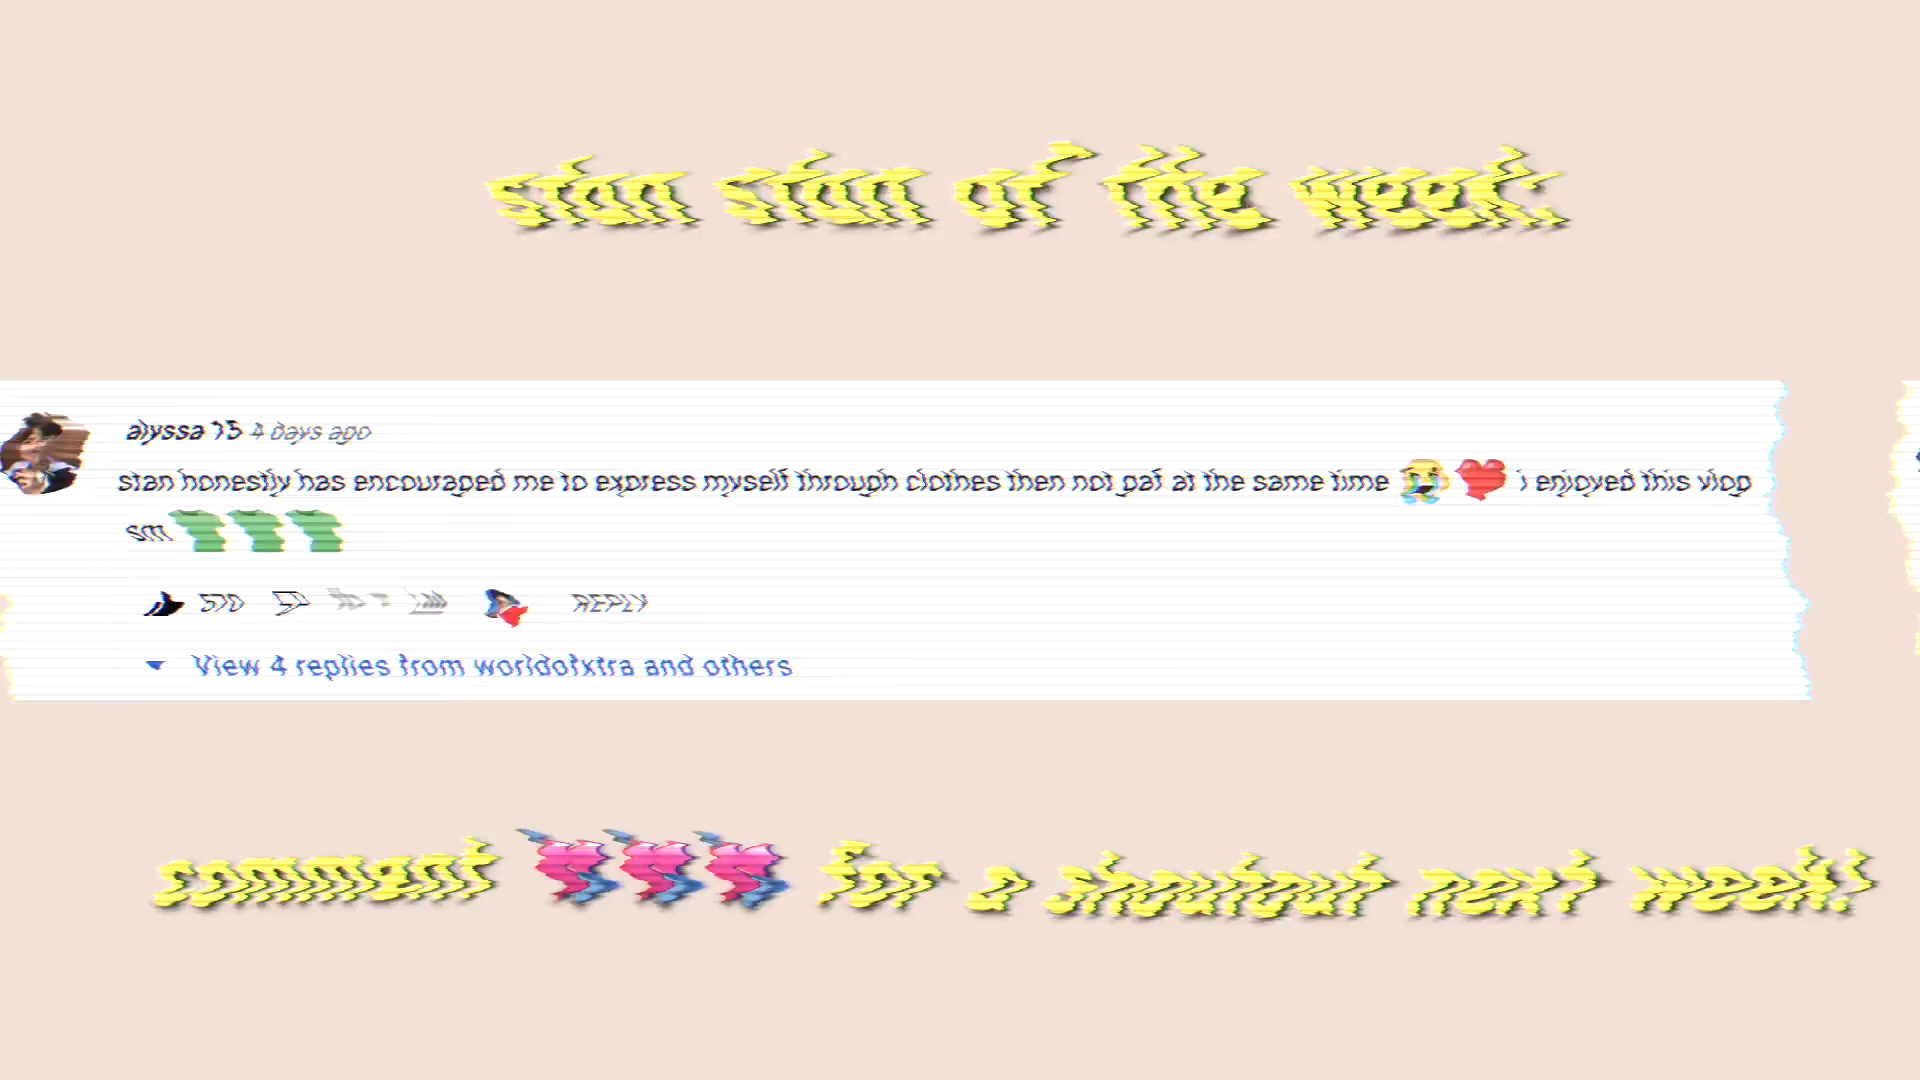 stan stan of the week:
alyssa 15 4 days ago
stan honestly has encouraged me to express myself through clothes then not gaf at the same time 😭❤️ i enjoyed this vlog
sm
570 REPLY
View 4 replies from worldofxtra and others
comment 💘💘💘 for a shoutout next week!